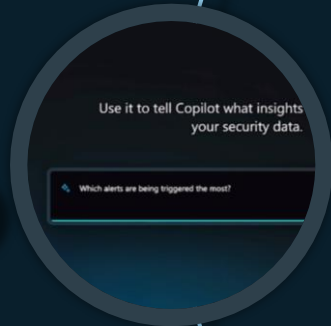 Use it to tell Copilot what insights
your security data.
Which alerts are being triggered the most?